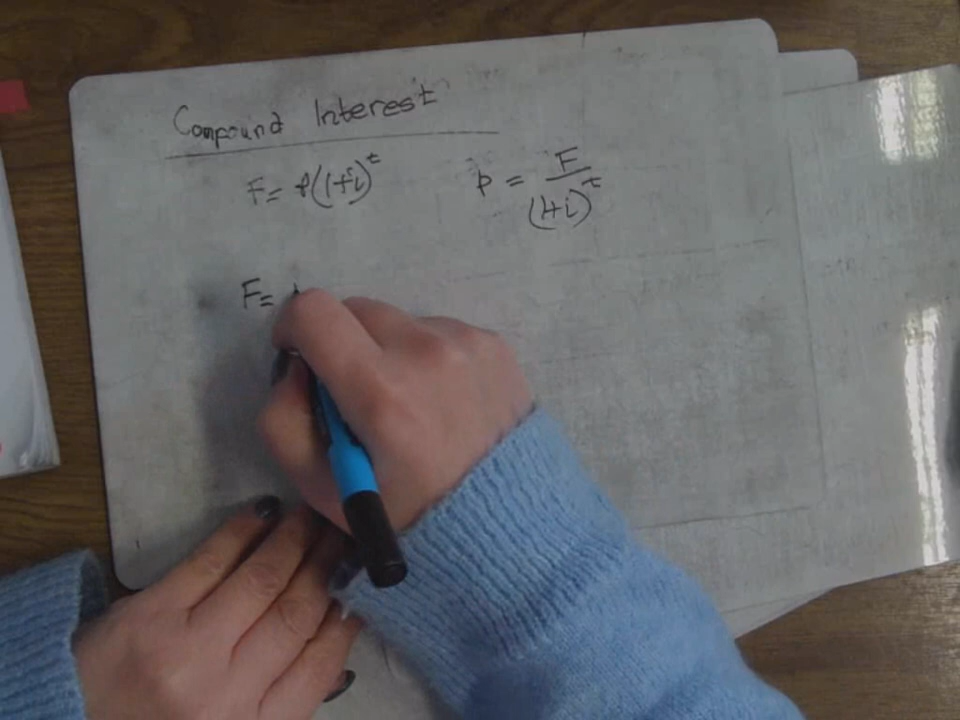 Compound Interest
F = P(1+i)^t
P = F/(1+i)^t
F =